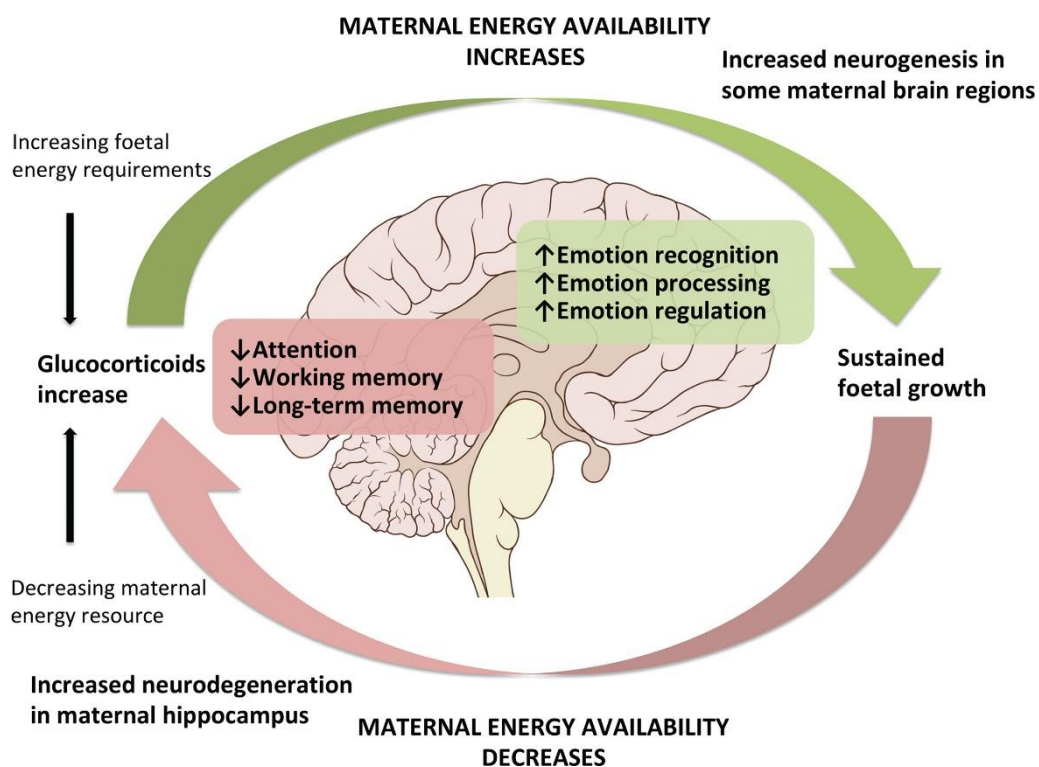 MATERNAL ENERGY AVAILABILITY
INCREASES
Increased neurogenesis in
some maternal brain regions
Increasing foetal
energy requirements
↑Emotion recognition
↑Emotion processing
↑Emotion regulation
Glucocorticoids
increase
↓Attention
↓Working memory
↓Long-term memory
Sustained
foetal growth
Decreasing maternal
energy resource
Increased neurodegeneration
in maternal hippocampus
MATERNAL ENERGY AVAILABILITY
DECREASES